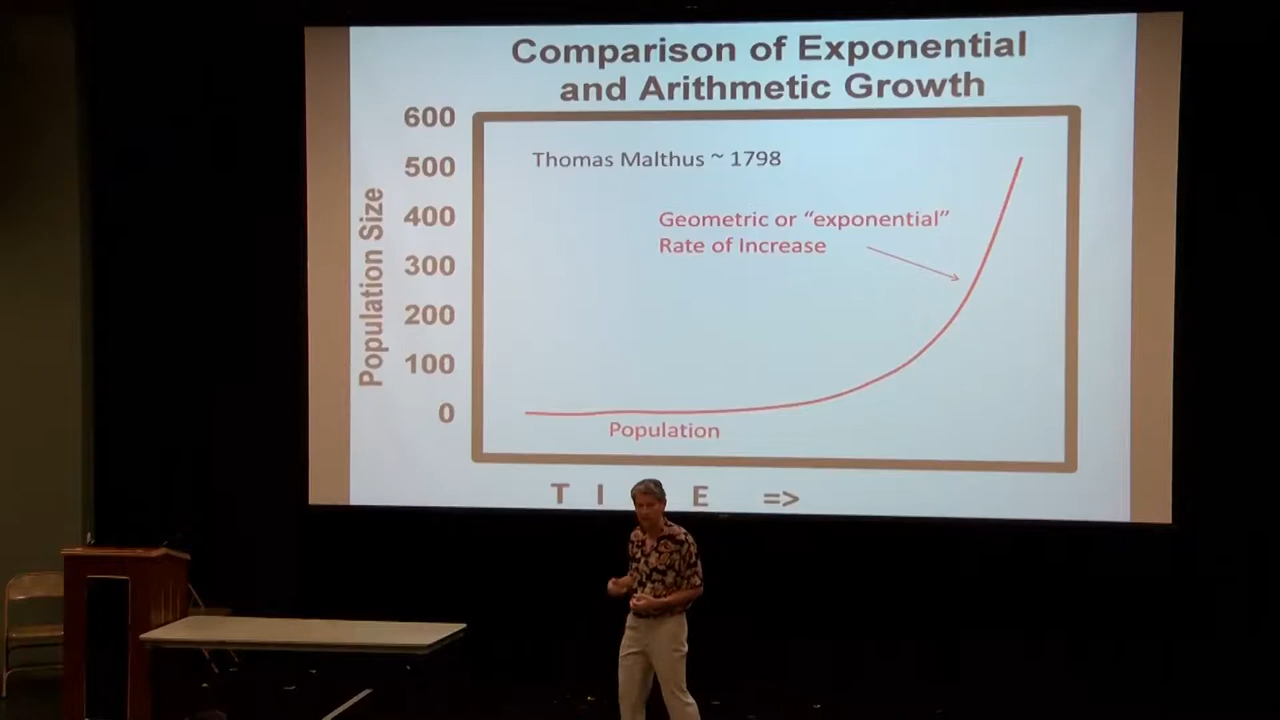 Comparison of Exponential
and Arithmetic Growth
600
500
400
300
200
100
0
Population Size
Thomas Malthus ~ 1798
Geometric or “exponential”
Rate of Increase
Population
T I E =>